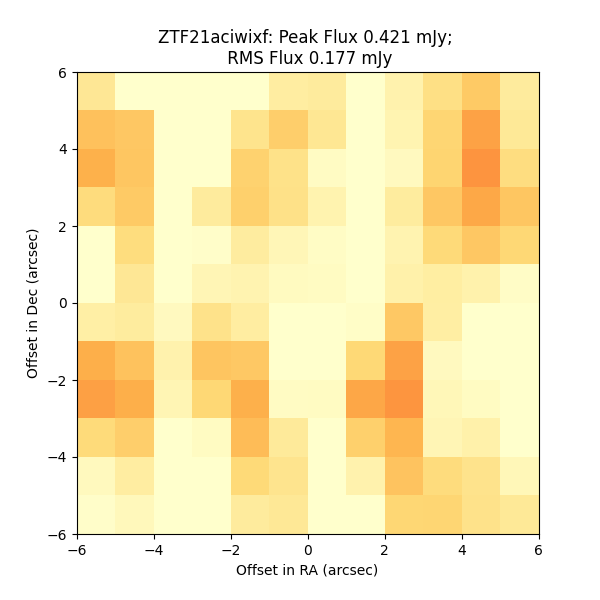 ZTF21aciwixf: Peak Flux 0.421 mJy;
RMS Flux 0.177 mJy
6
4
2
0
−2
−4
−6
Offset in Dec (arcsec)
−6 −4 −2 0 2 4 6
Offset in RA (arcsec)